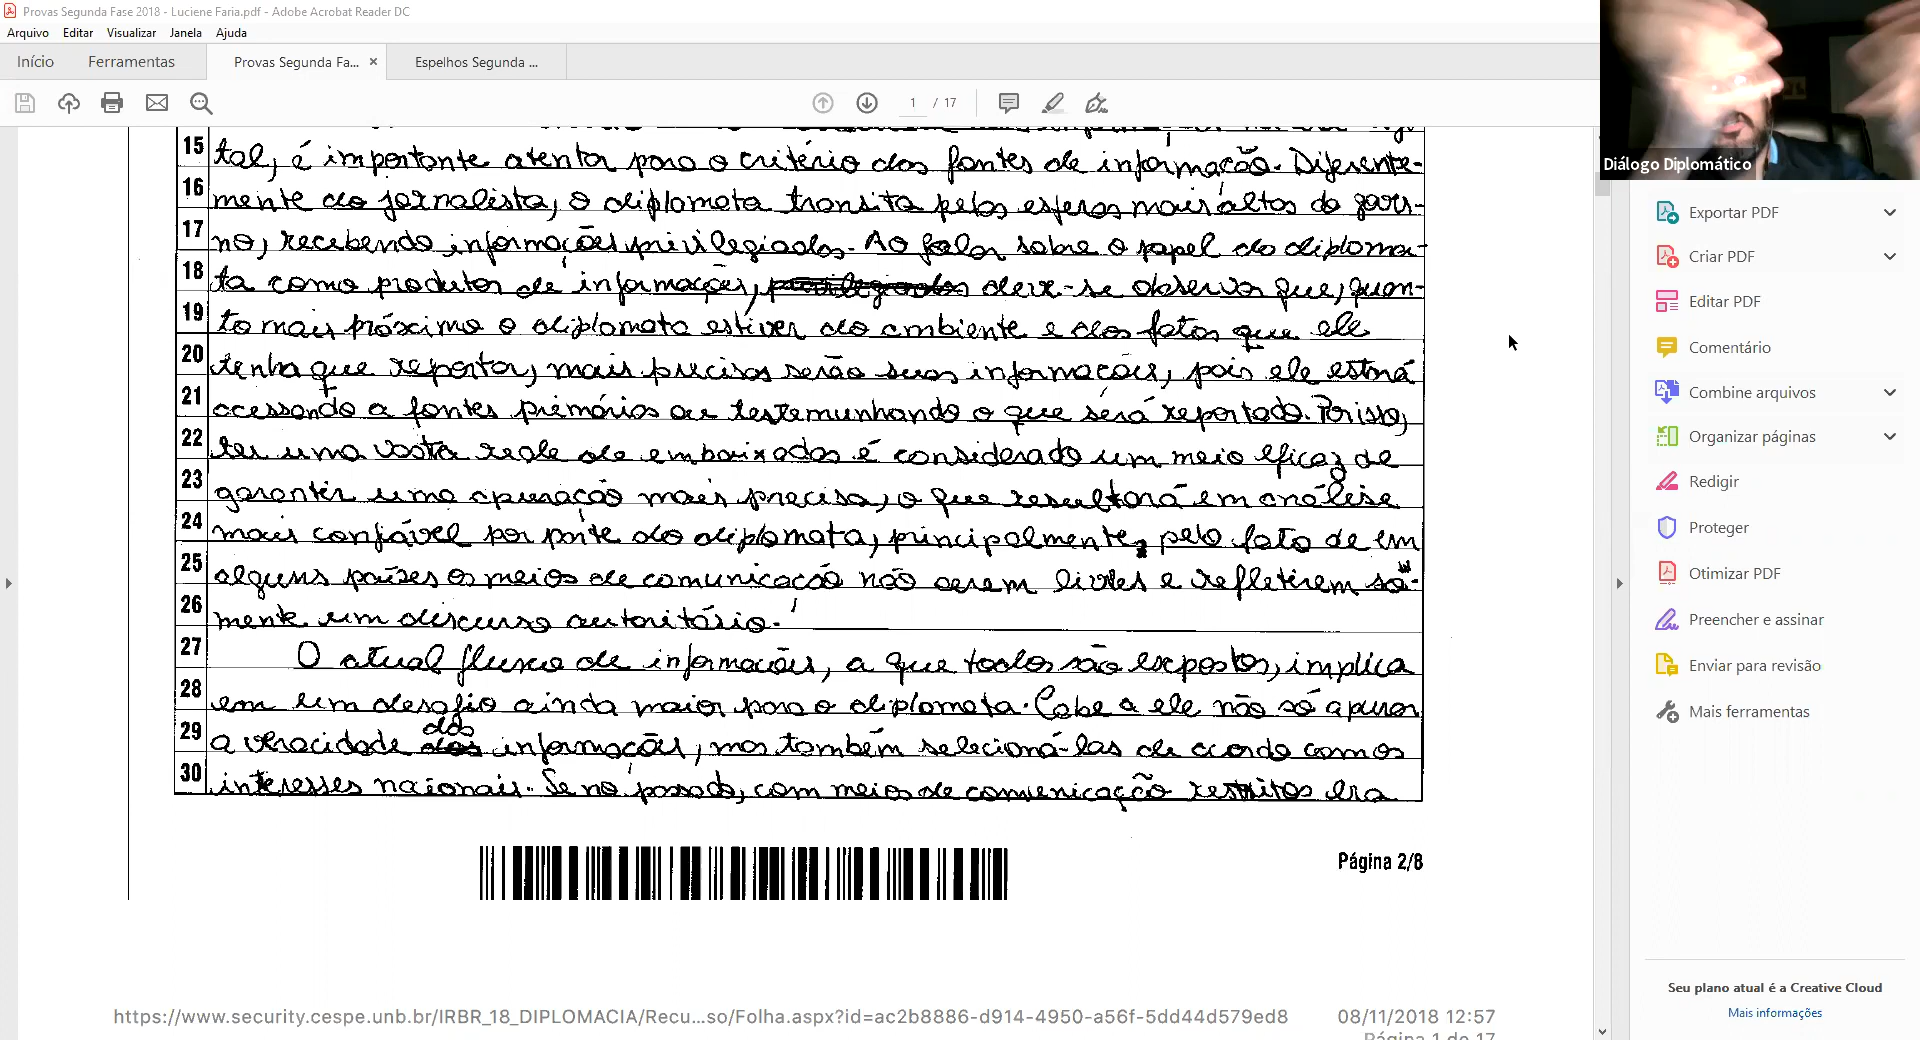 Provas Segunda Fase 2018 - Luciene Faria.pdf - Adobe Acrobat Reader DC
Arquivo Editar Visualizar Janela Ajuda
Início Ferramentas Provas Segunda Fa... × Espelhos Segunda ...
1 / 17
Diálogo Diplomático
15 tal, é importante atentar para o critério das fontes de informação. Diferente-
16 mente do jornalista, o diplomata transita pelas esferas mais altas do gover-
17 no, recebendo informações privilegiadas. Ao falar sobre o papel do diploma-
18 ta como produtor de informações, deve-se observar que, quan-
19 to mais próximo o diplomata estiver do ambiente e dos fatos que ele
20 tenha que reportar, mais precisas serão suas informações, pois ele estará
21 acessando a fontes primárias ou testemunhando o que será reportado. Por isso,
22 ter uma vasta rede de embaixadas é considerado um meio eficaz de
23 garantir uma apuração mais precisa, o que resultará em análise
24 mais confiável por parte do diplomata, principalmente, pelo fato de em
25 alguns países os meios de comunicação não serem livres e refletirem so-
26 mente um discurso autoritário.
27 O atual fluxo de informações, a que todos são expostos, implica
28 em um desafio ainda maior para o diplomata. Cabe a ele não só apurar
29 a veracidade das informações, mas também selecioná-las de acordo com os
30 interesses nacionais. Se no passado, com meios de comunicação restritos era
Página 2/8
https://www.security.cespe.unb.br/IRBR_18_DIPLOMACIA/Recu...so/Folha.aspx?id=ac2b8886-d914-4950-a56f-5dd44d579ed8 08/11/2018 12:57
Página 1 de 17
Exportar PDF
Criar PDF
Editar PDF
Comentário
Combine arquivos
Organizar páginas
Redigir
Proteger
Otimizar PDF
Preencher e assinar
Enviar para revisão
Mais ferramentas
Seu plano atual é a Creative Cloud
Mais informações